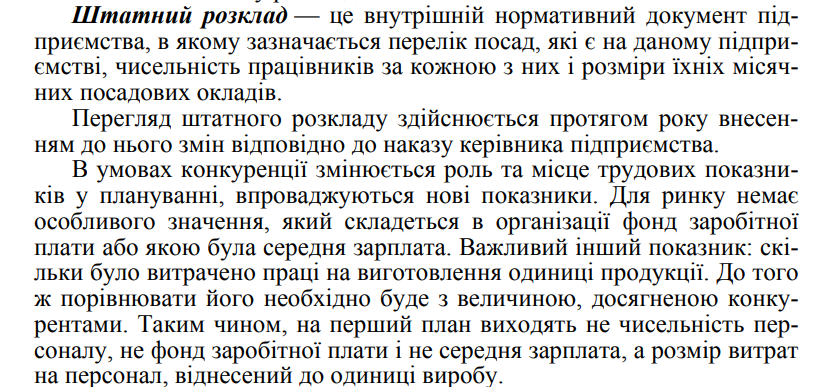 Штатний розклад — це внутрішній нормативний документ під-
приємства, в якому зазначається перелік посад, які є на даному підпри-
ємстві, чисельність працівників за кожною з них і розміри їхніх місяч-
них посадових окладів.
Перегляд штатного розкладу здійснюється протягом року внесен-
ням до нього змін відповідно до наказу керівника підприємства.
В умовах конкуренції змінюється роль та місце трудових показни-
ків у плануванні, впроваджуються нові показники. Для ринку немає
особливого значення, який складеться в організації фонд заробітної
плати або якою була середня зарплата. Важливий інший показник: скі-
льки було витрачено праці на виготовлення одиниці продукції. До того
ж порівнювати його необхідно буде з величиною, досягненою конку-
рентами. Таким чином, на перший план виходять не чисельність пер-
соналу, не фонд заробітної плати і не середня зарплата, а розмір витрат
на персонал, віднесений до одиниці виробу.